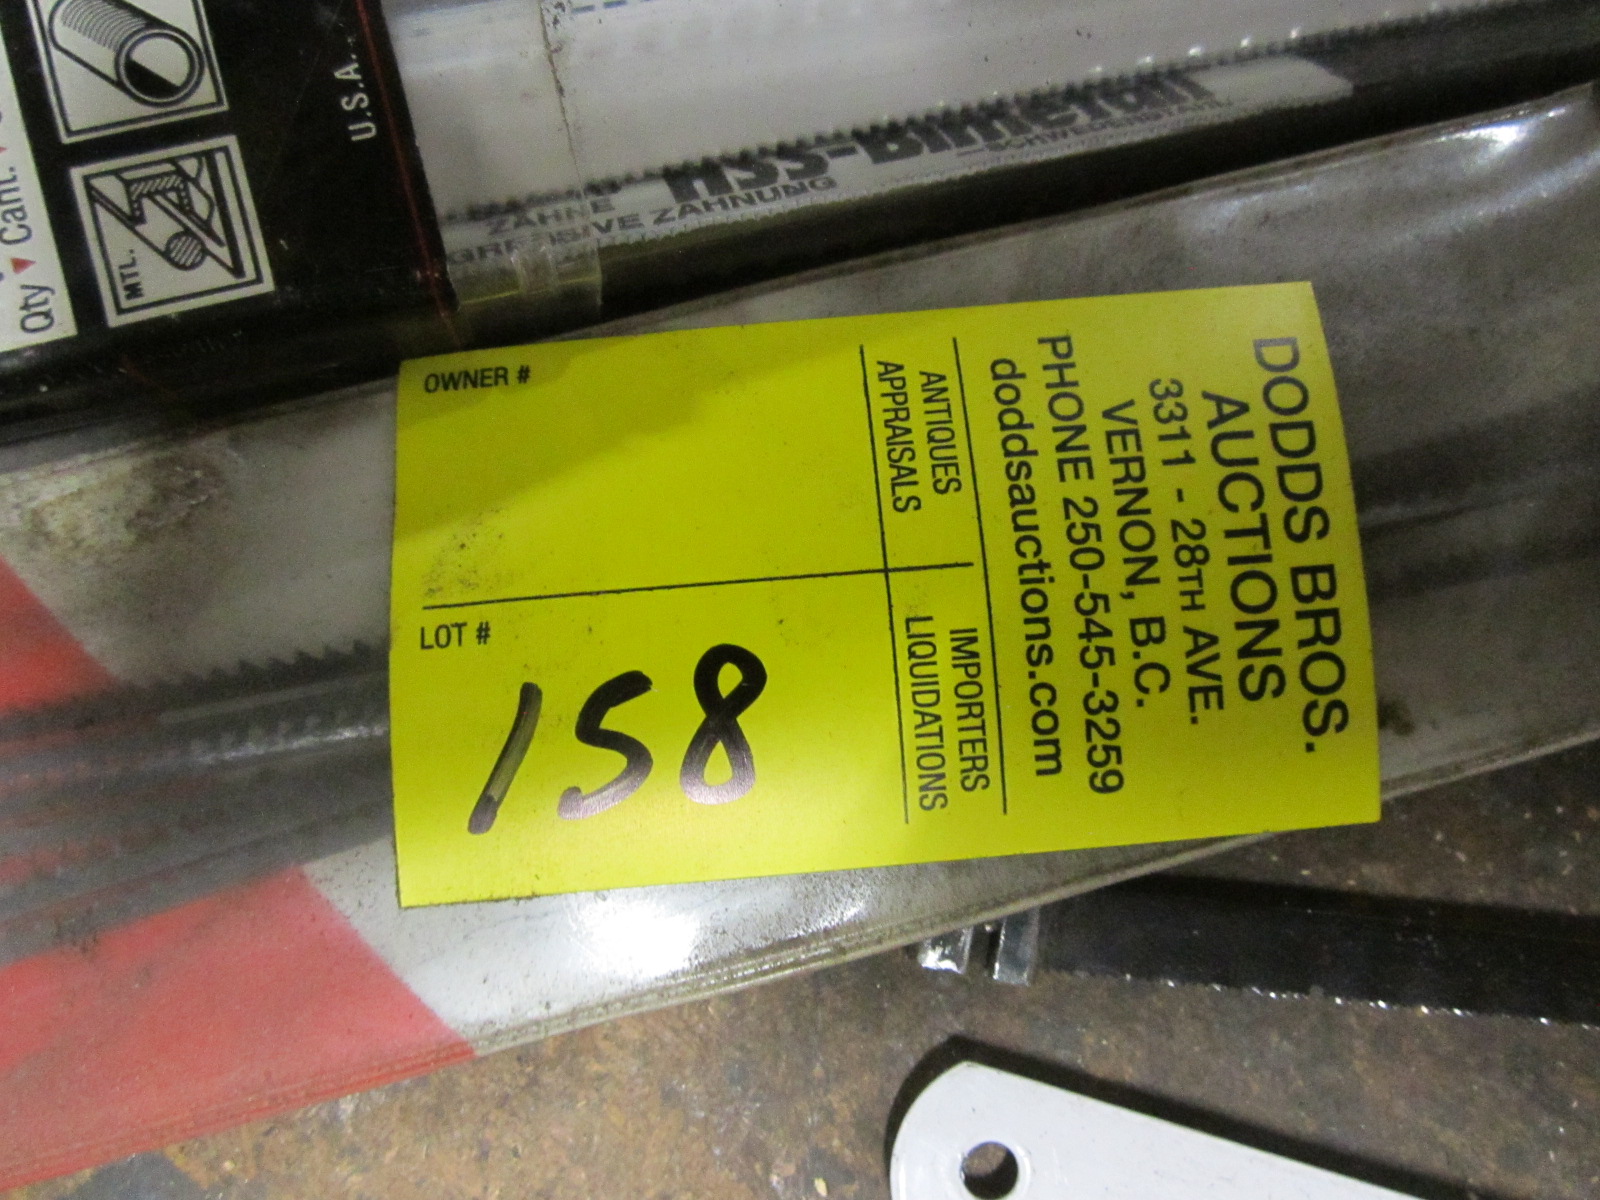 U.S.A.
Qty ▼ Cant. ▼
MTL.
HSS-Bimetall
ZÄHNE
ZAHNUNG
DODDS BROS.
AUCTIONS
3311 - 28TH AVE.
VERNON, B.C.
PHONE 250-545-3259
doddsauctions.com
ANTIQUES
IMPORTERS
APPRAISALS
LIQUIDATIONS
OWNER #
LOT #
158